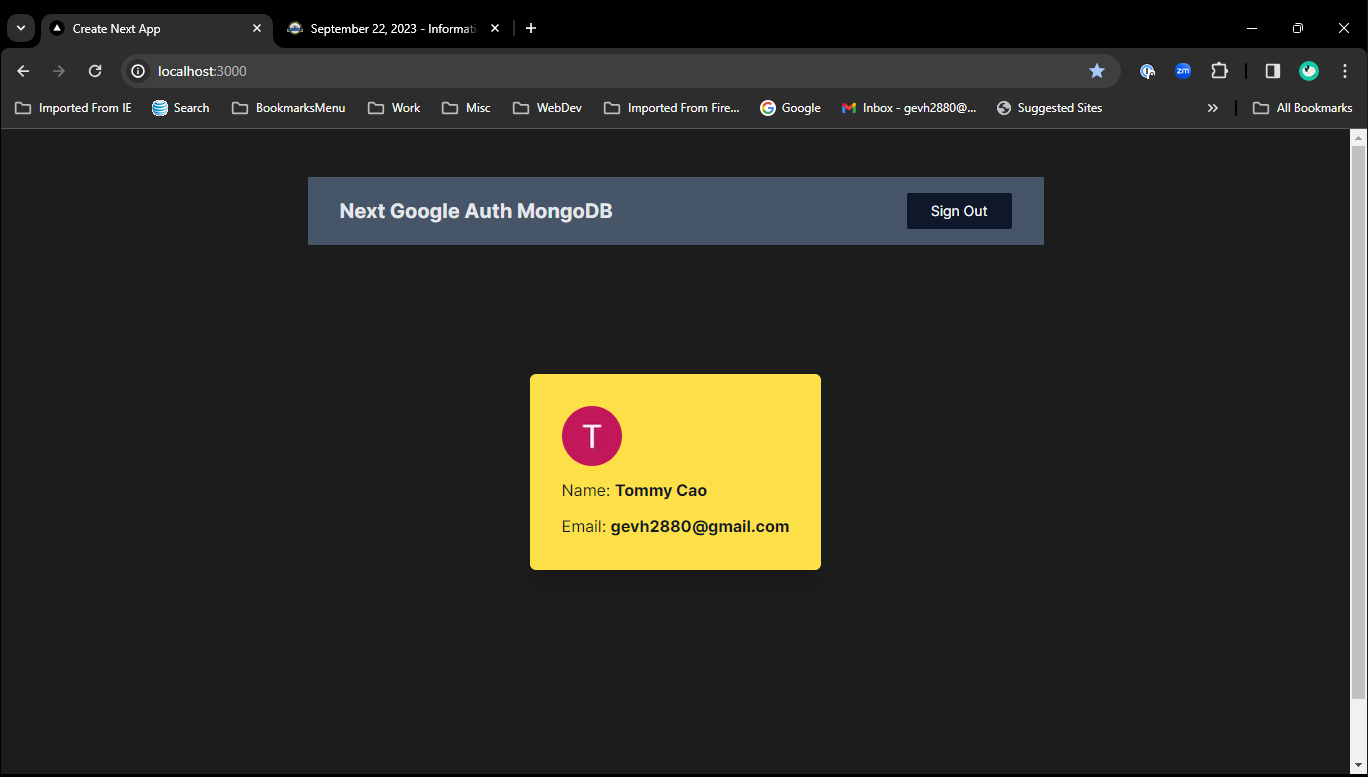 Create Next App
September 22, 2023 - Informati
localhost:3000
zm
Imported From IE
Search
BookmarksMenu
Work
Misc
WebDev
Imported From Fire...
Google
Inbox - gevh2880@...
Suggested Sites
All Bookmarks
Next Google Auth MongoDB
Sign Out
T
Name: Tommy Cao
Email: gevh2880@gmail.com